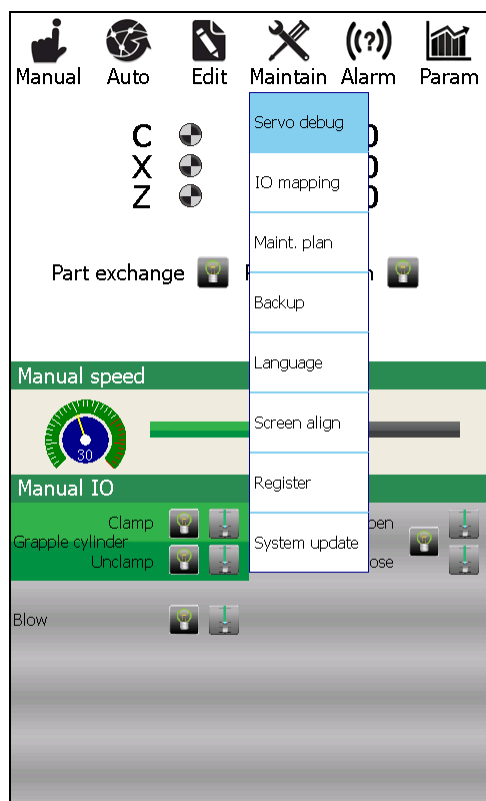 Manual Auto Edit Maintain Alarm Param
C
X
Z
Servo debug
IO mapping
Maint. plan
Part exchange
Backup
Language
Manual speed
Screen align
30
Register
Manual IO
System update
Clamp
Grapple cylinder
Unclamp
Blow